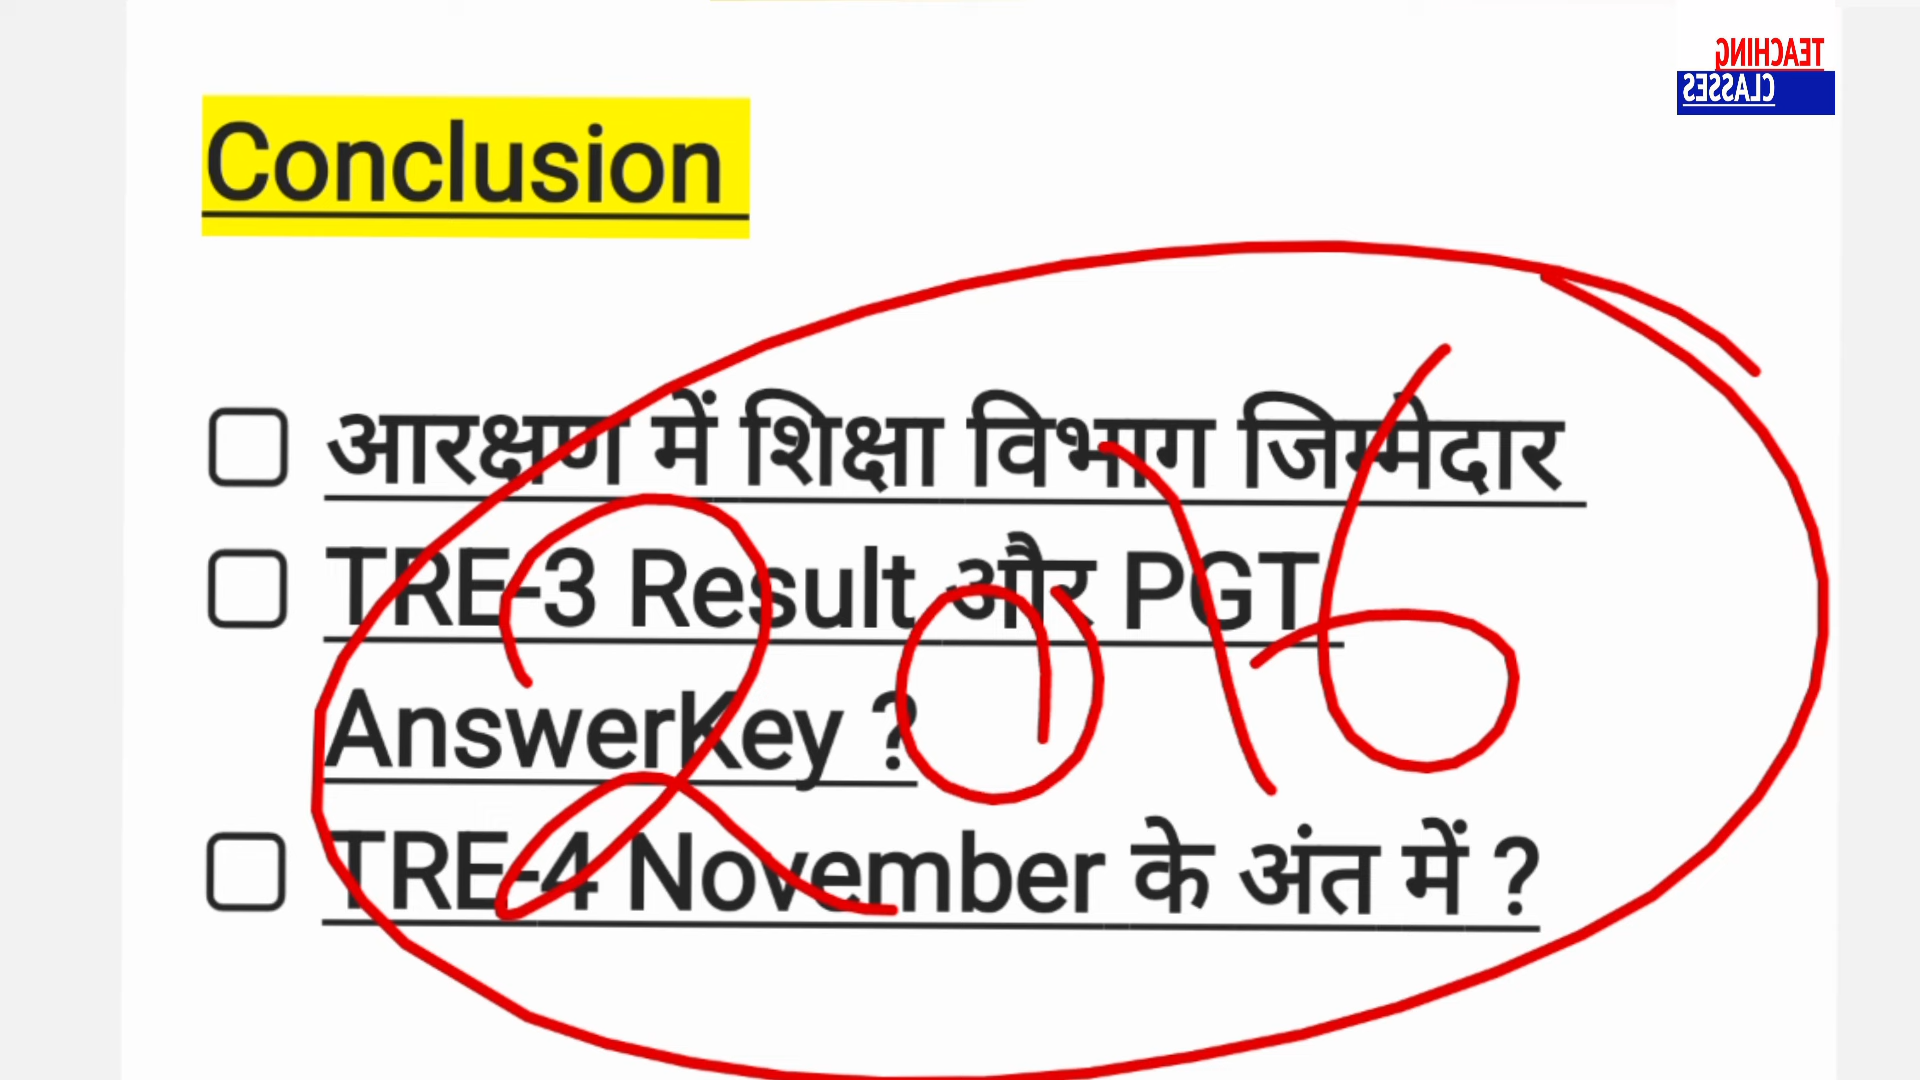 TEACHING
CLASSES
Conclusion
आरक्षण में शिक्षा विभाग जिम्मेदार
TRE-3 Result और PGT
AnswerKey ?
TRE-4 November के अंत में ?
2016